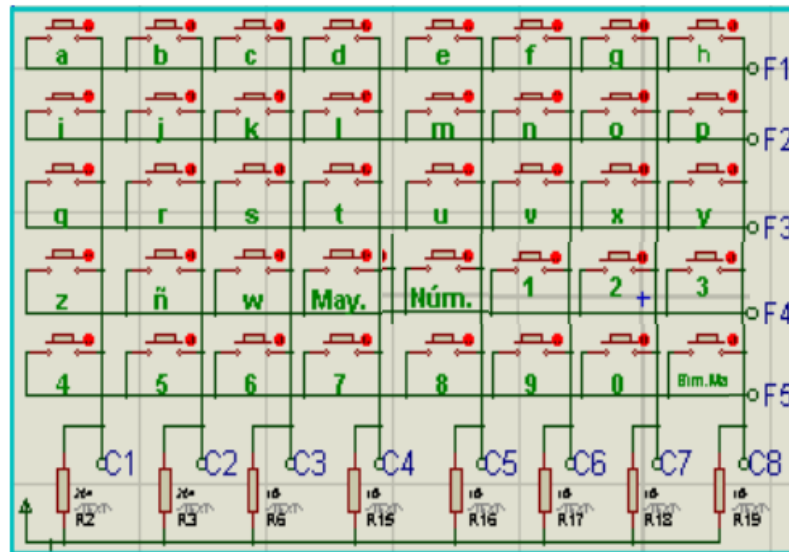 a b c d e f g h F1
i j k l m n o p F2
q r s t u v x y F3
z ñ w May. Núm. 1 2 3 F4
4 5 6 7 8 9 0 F5
C1 C2 C3 C4 C5 C6 C7 C8
R2 R3 R6 R15 R16 R17 R18 R19